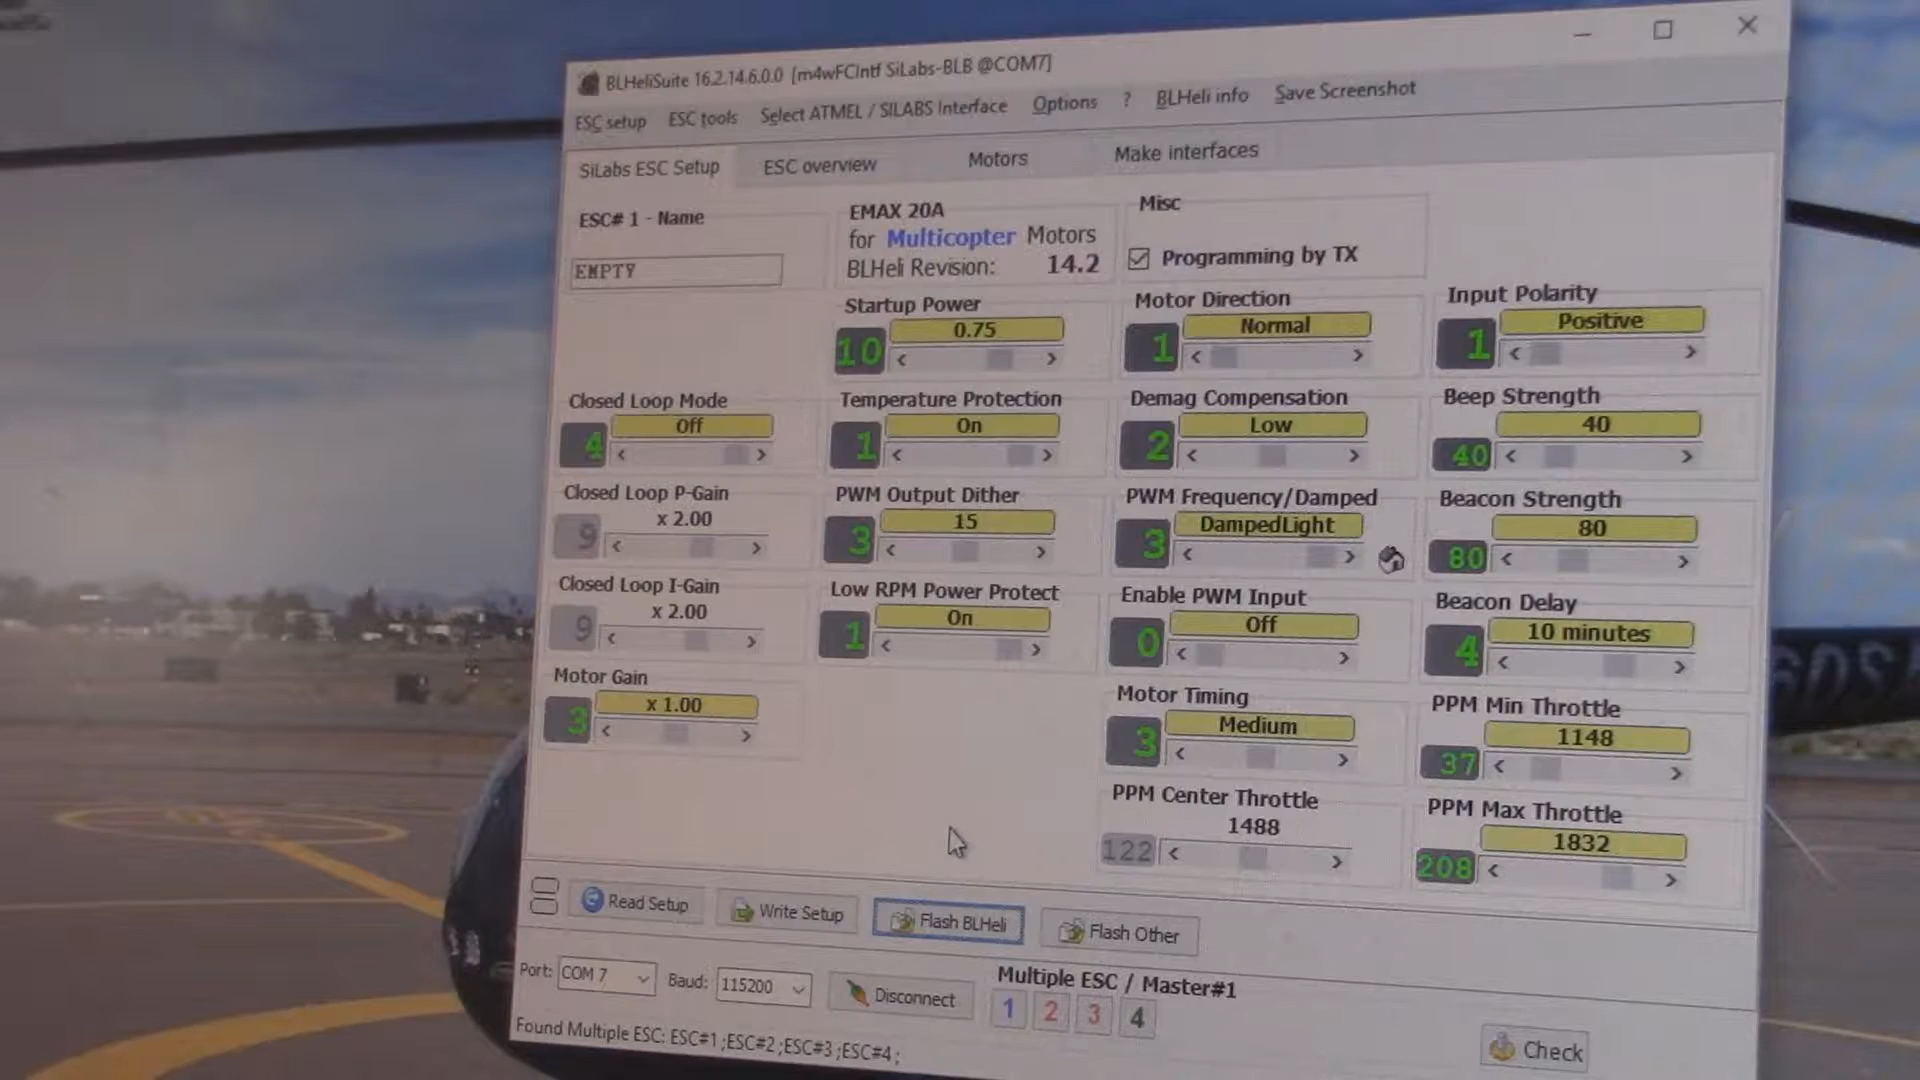 BLHeliSuite 16.2.14.6.0.0 [m4wFCIntf SiLabs-BLB @COM7]
ESC setup ESC tools Select ATMEL / SILABS Interface Options ? BLHeli info Save Screenshot
SiLabs ESC Setup ESC overview Motors Make interfaces
ESC# 1 - Name
EMPTY
EMAX 20A
for Multicopter Motors
BLHeli Revision: 14.2
Misc
Programming by TX
Startup Power
10 0.75
Motor Direction
1 Normal
Input Polarity
1 Positive
Closed Loop Mode
4 Off
Temperature Protection
1 On
Demag Compensation
2 Low
Beep Strength
40 40
Closed Loop P-Gain
9 x 2.00
PWM Output Dither
3 15
PWM Frequency/Damped
3 DampedLight
Beacon Strength
80 80
Closed Loop I-Gain
9 x 2.00
Low RPM Power Protect
1 On
Enable PWM Input
0 Off
Beacon Delay
4 10 minutes
Motor Gain
3 x 1.00
Motor Timing
3 Medium
PPM Min Throttle
37 1148
PPM Center Throttle
122 1488
PPM Max Throttle
208 1832
Read Setup Write Setup Flash BLHeli Flash Other
Port: COM 7 Baud: 115200 Disconnect
Multiple ESC / Master#1
1 2 3 4
Found Multiple ESC: ESC#1;ESC#2;ESC#3;ESC#4;
Check